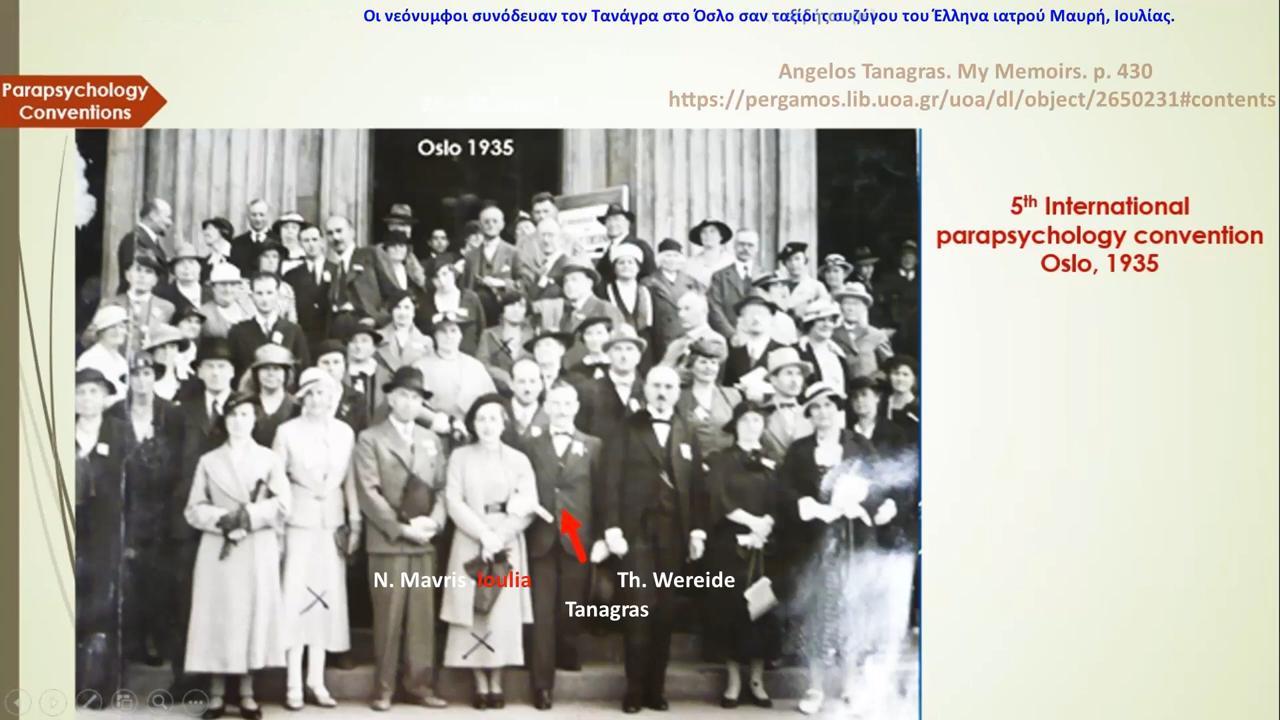 Οι νεόνυμφοι συνόδευαν τον Τανάγρα στο Όσλο σαν ταξίδι συζύγου του Έλληνα ιατρού Μαυρή, Ιουλίας.
Angelos Tanagras. My Memoirs. p. 430
https://pergamos.lib.uoa.gr/uoa/dl/object/2650231#contents
Parapsychology
Conventions
Oslo 1935
5th International
parapsychology convention
Oslo, 1935
N. Mavris Ioulia
Th. Wereide
Tanagras